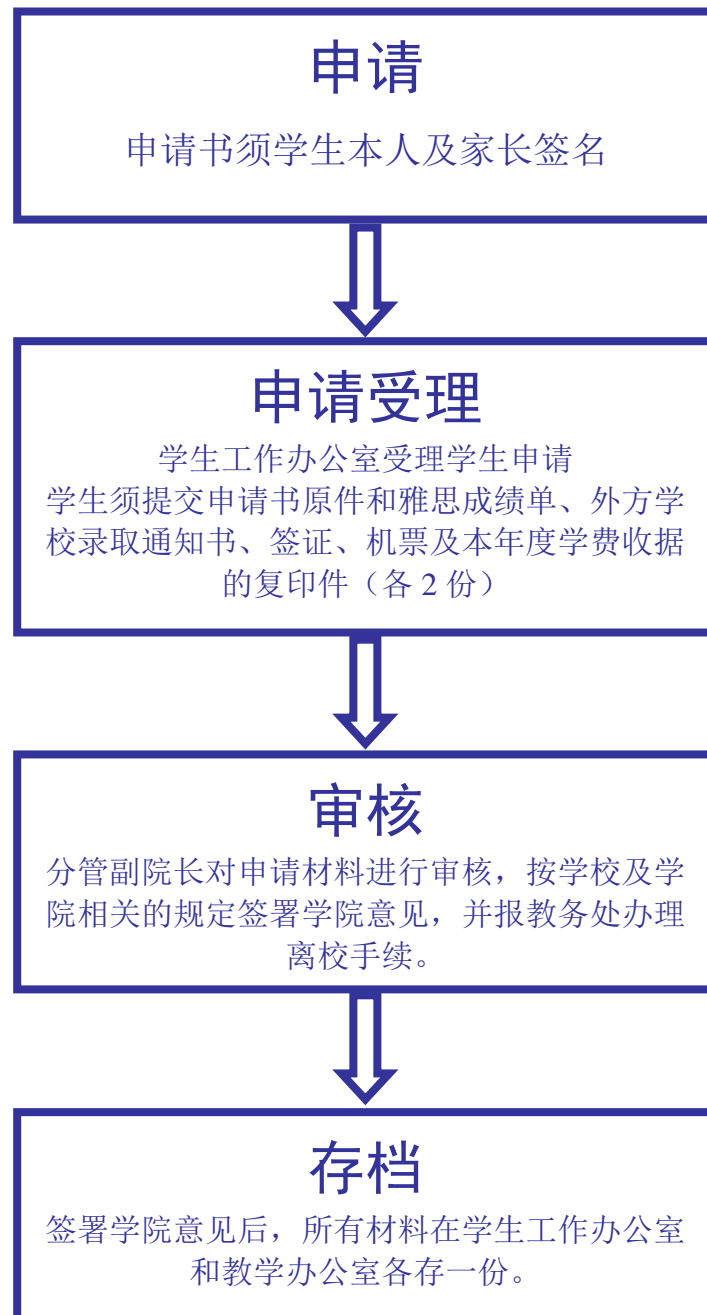 申请
申请书须学生本人及家长签名
申请受理
学生工作办公室受理学生申请
学生须提交申请书原件和雅思成绩单、外方学
校录取通知书、签证、机票及本年度学费收据
的复印件（各 2 份）
审核
分管副院长对申请材料进行审核，按学校及学
院相关的规定签署学院意见，并报教务处办理
离校手续。
存档
签署学院意见后，所有材料在学生工作办公室
和教学办公室各存一份。